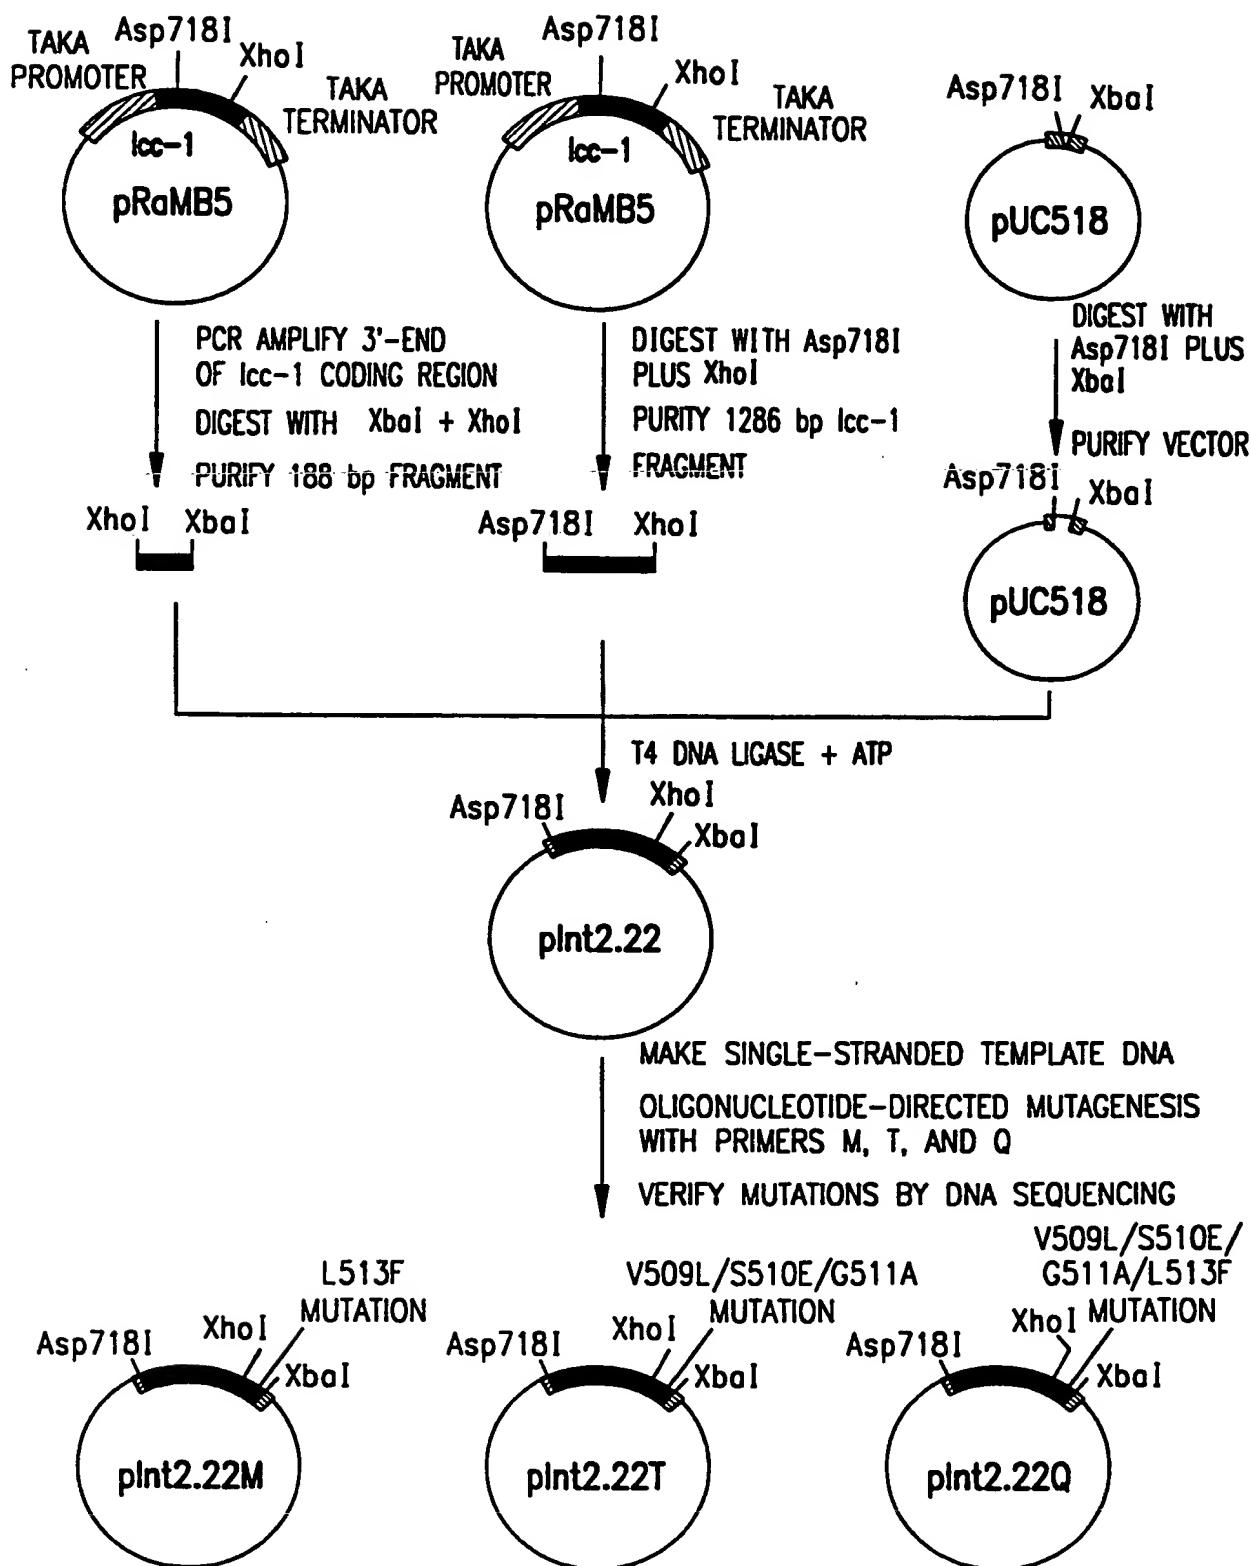 TAKA
PROMOTER
Asp718I
XhoI
TAKA
TERMINATOR
lcc-1
pRaMB5
TAKA
PROMOTER
Asp718I
XhoI
TAKA
TERMINATOR
lcc-1
pRaMB5
Asp718I
XbaI
pUC518
PCR AMPLIFY 3'-END
OF lcc-1 CODING REGION
DIGEST WITH XbaI + XhoI
PURIFY 188 bp FRAGMENT
DIGEST WITH Asp718I
PLUS XhoI
PURITY 1286 bp lcc-1
FRAGMENT
DIGEST WITH
Asp718I PLUS
XbaI
PURIFY VECTOR
XhoI XbaI
Asp718I XhoI
Asp718I XbaI
pUC518
T4 DNA LIGASE + ATP
Asp718I
XhoI
XbaI
pInt2.22
MAKE SINGLE-STRANDED TEMPLATE DNA
OLIGONUCLEOTIDE-DIRECTED MUTAGENESIS
WITH PRIMERS M, T, AND Q
VERIFY MUTATIONS BY DNA SEQUENCING
L513F
MUTATION
Asp718I
XhoI
XbaI
pInt2.22M
V509L/S510E/G511A
MUTATION
Asp718I
XhoI
XbaI
pInt2.22T
V509L/S510E/
G511A/L513F
MUTATION
Asp718I
XhoI
XbaI
pInt2.22Q